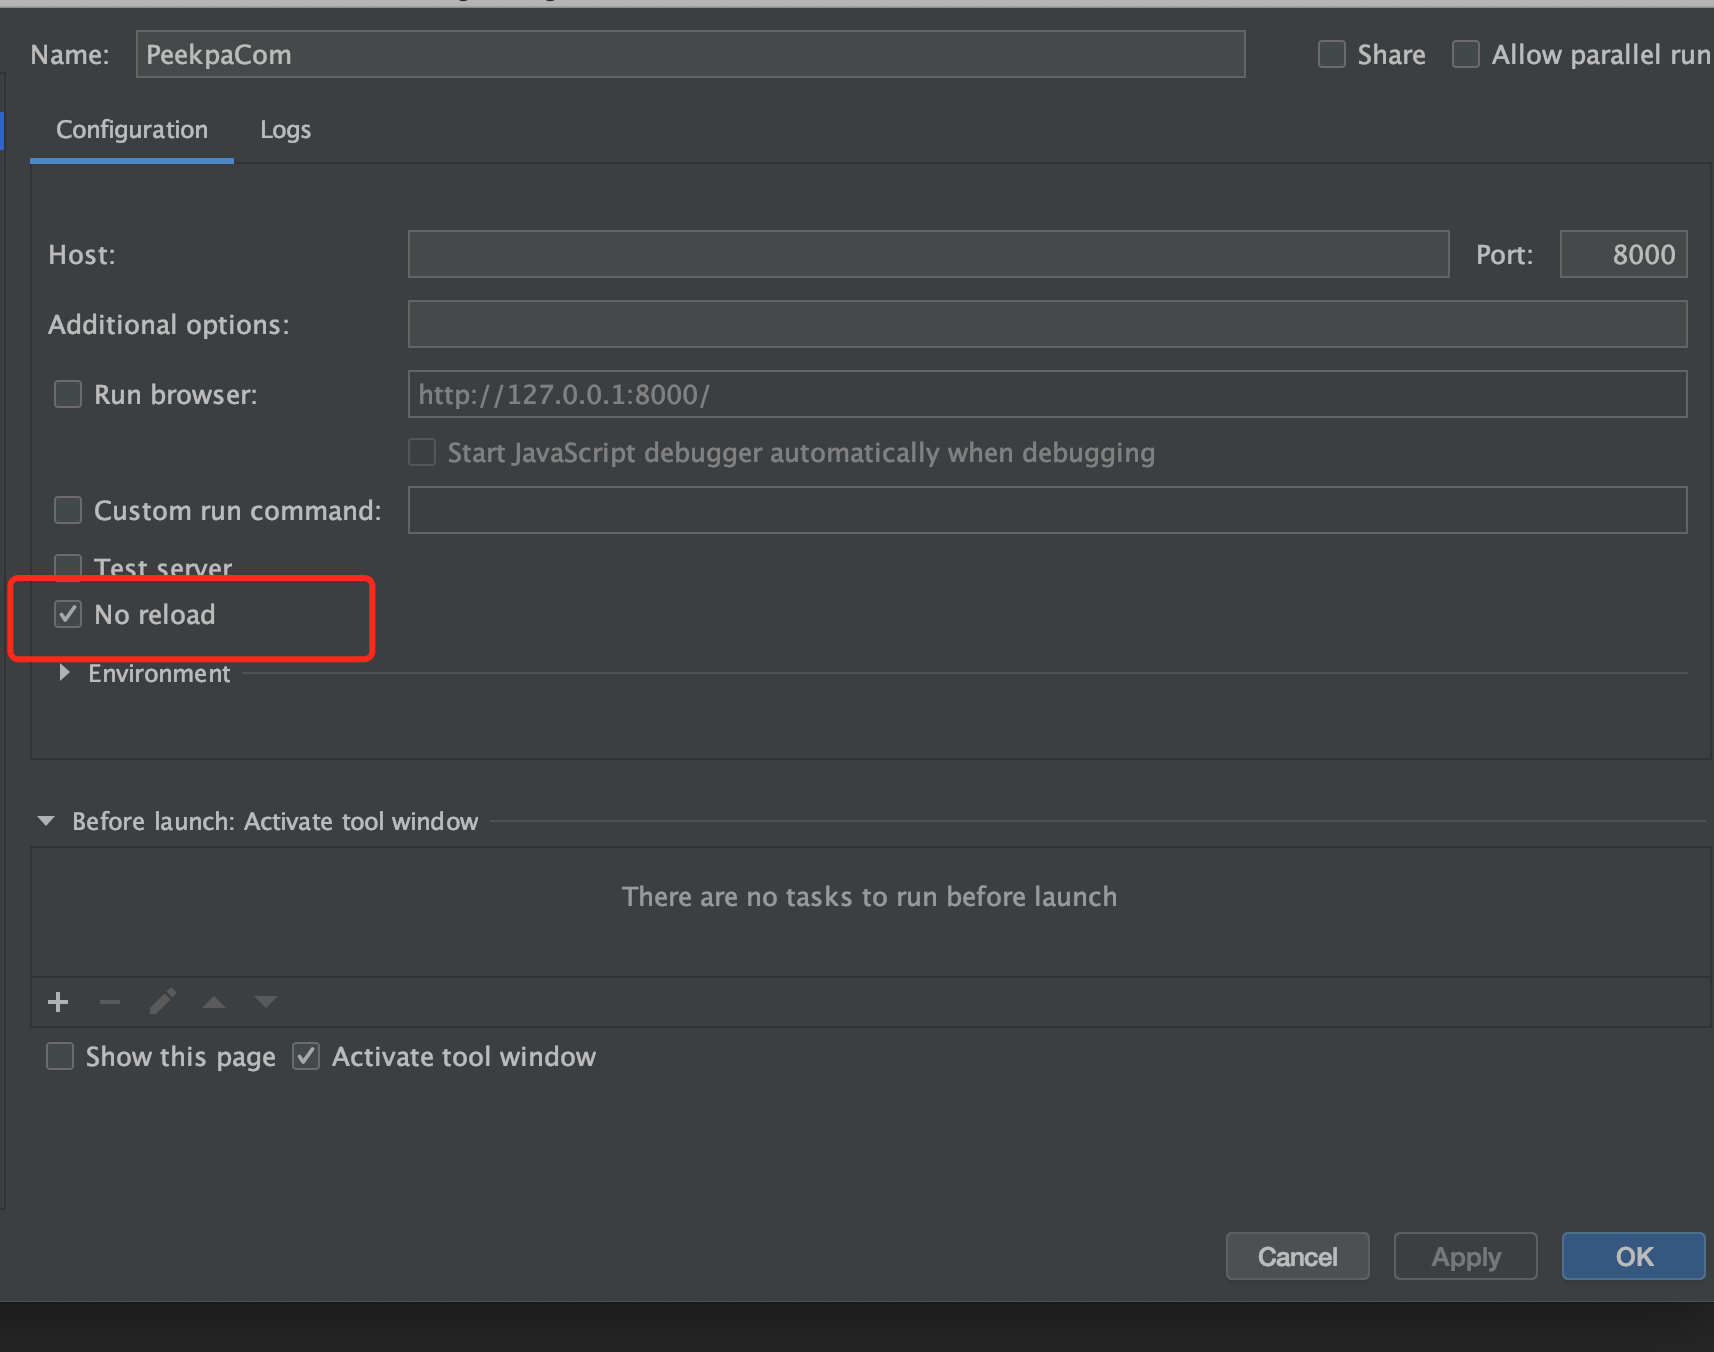 Name: PeekpaCom Share Allow parallel run
Configuration Logs
Host: Port: 8000
Additional options:
Run browser: http://127.0.0.1:8000/
Start JavaScript debugger automatically when debugging
Custom run command:
Test server
No reload
Environment
Before launch: Activate tool window
There are no tasks to run before launch
Show this page Activate tool window
Cancel Apply OK